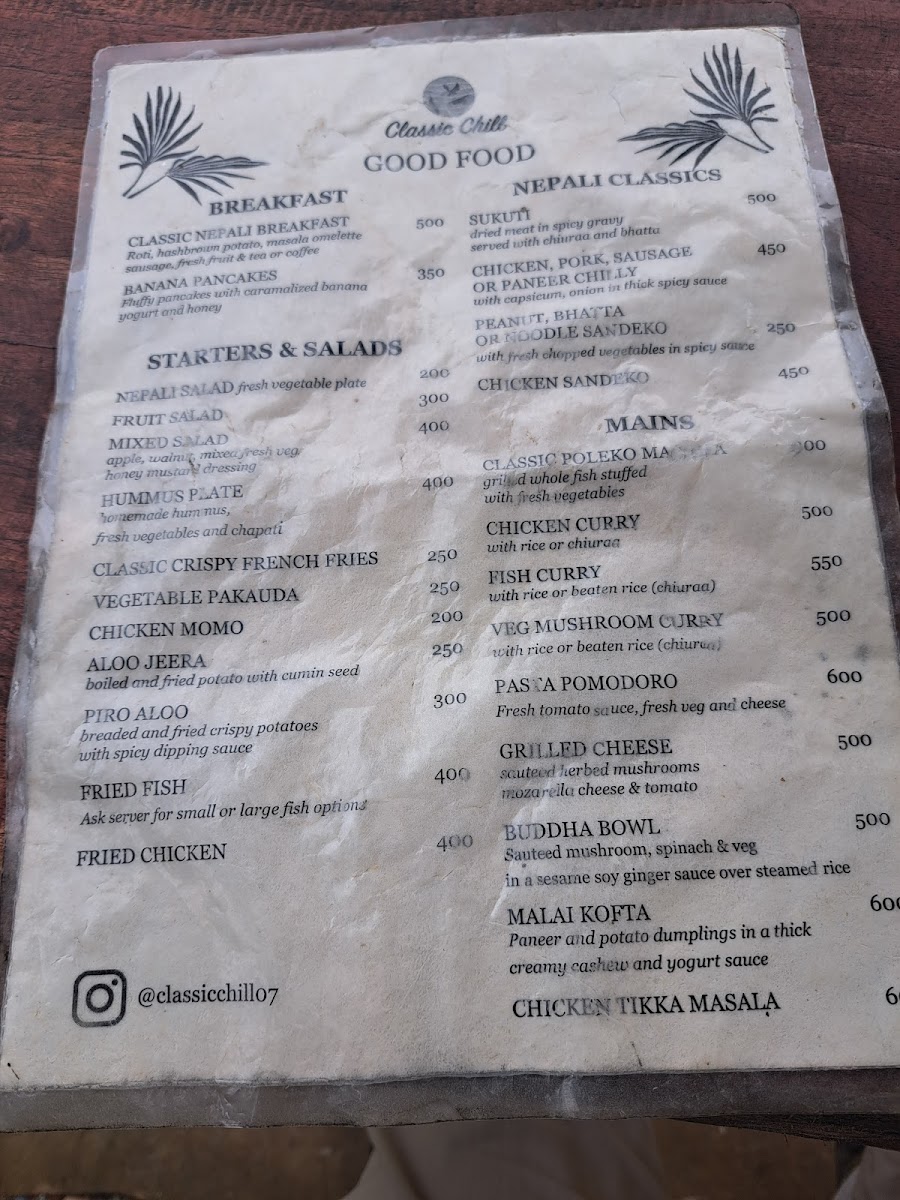 Classic Chill
GOOD FOOD
BREAKFAST
CLASSIC NEPALI BREAKFAST 500
Roti, hashbrown potato, masala omelette
sausage, fresh fruit & tea or coffee
BANANA PANCAKES 350
Fluffy pancakes with caramalized banana
yogurt and honey
STARTERS & SALADS
NEPALI SALAD fresh vegetable plate 200
FRUIT SALAD 300
MIXED SALAD 400
apple, walnut, mixed fresh veg
honey mustard dressing
HUMMUS PLATE 400
homemade hummus,
fresh vegetables and chapati
CLASSIC CRISPY FRENCH FRIES 250
VEGETABLE PAKAUDA 250
CHICKEN MOMO 200
ALOO JEERA 250
boiled and fried potato with cumin seed
PIRO ALOO 300
breaded and fried crispy potatoes
with spicy dipping sauce
FRIED FISH 400
Ask server for small or large fish options
FRIED CHICKEN 400
@classicchill07
NEPALI CLASSICS
SUKUTI 500
dried meat in spicy gravy
served with chiuraa and bhatta
CHICKEN, PORK, SAUSAGE 450
OR PANEER CHILLY
with capsicum, onion in thick spicy sauce
PEANUT, BHATTA
OR NOODLE SANDEKO 250
with fresh chopped vegetables in spicy sauce
CHICKEN SANDEKO 450
MAINS
CLASSIC POLEKO
grilled whole fish stuffed
with fresh vegetables
CHICKEN CURRY 500
with rice or chiuraa
FISH CURRY 550
with rice or beaten rice (chiuraa)
VEG MUSHROOM CURRY 500
with rice or beaten rice (chiuraa)
PASTA POMODORO 600
Fresh tomato sauce, fresh veg and cheese
GRILLED CHEESE 500
sauteed herbed mushrooms
mozarella cheese & tomato
BUDDHA BOWL 500
Sauteed mushroom, spinach & veg
in a sesame soy ginger sauce over steamed rice
MALAI KOFTA 600
Paneer and potato dumplings in a thick
creamy cashew and yogurt sauce
CHICKEN TIKKA MASALA